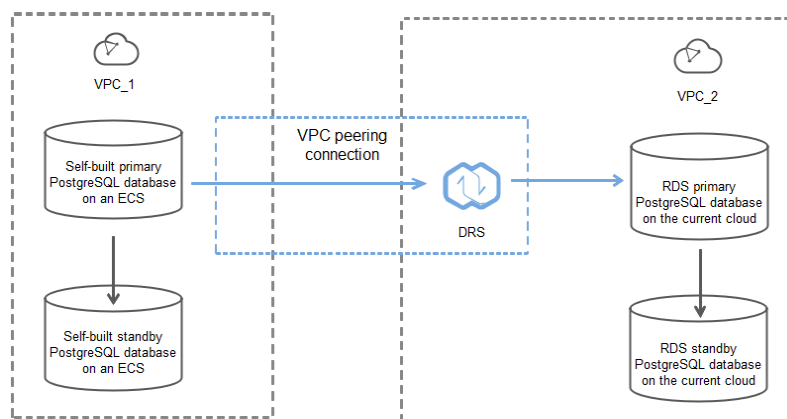 VPC_1
VPC_2
VPC peering
connection
Self-built primary
PostgreSQL database
on an ECS
DRS
RDS primary
PostgreSQL database
on the current cloud
Self-built standby
PostgreSQL database
on an ECS
RDS standby
PostgreSQL database
on the current cloud